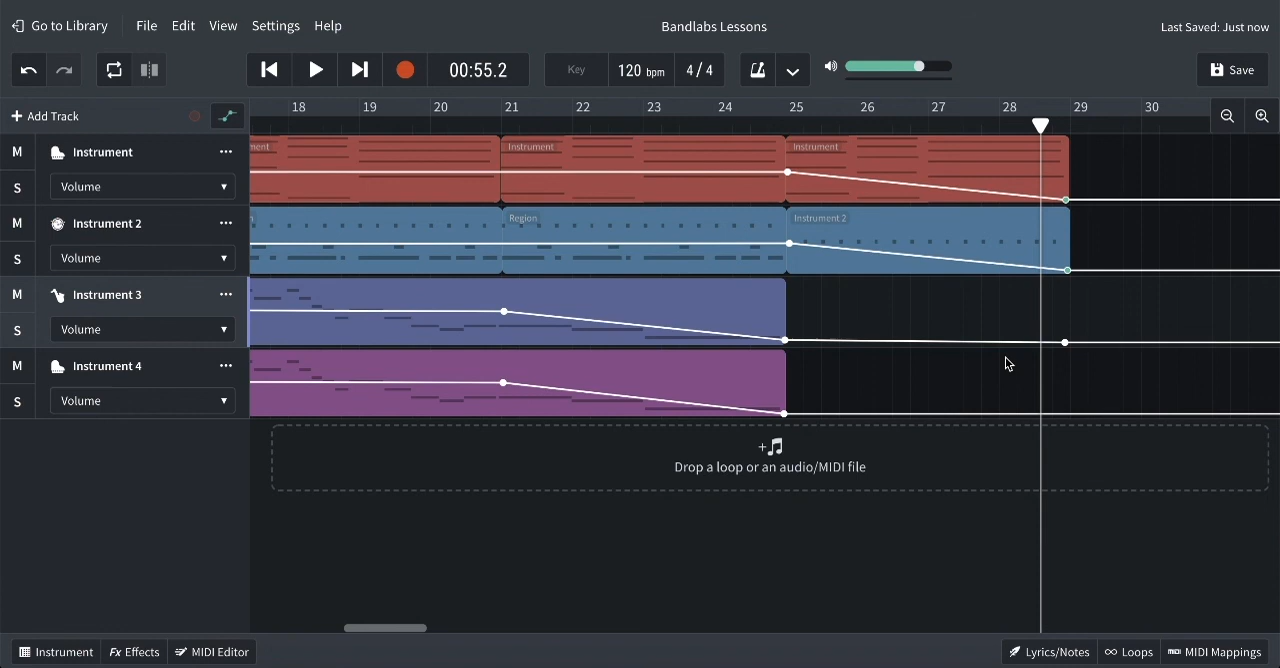 Go to Library File Edit View Settings Help Bandlabs Lessons Last Saved: Just now
00:55.2 Key 120 bpm 4 / 4 Save
+ Add Track 18 19 20 21 22 23 24 25 26 27 28 29 30
M Instrument ... Instrument Instrument
S Volume
M Instrument 2 ... Region Instrument 2
S Volume
M Instrument 3 ...
S Volume
M Instrument 4 ...
S Volume
Drop a loop or an audio/MIDI file
Instrument Fx Effects MIDI Editor Lyrics/Notes Loops MIDI Mappings